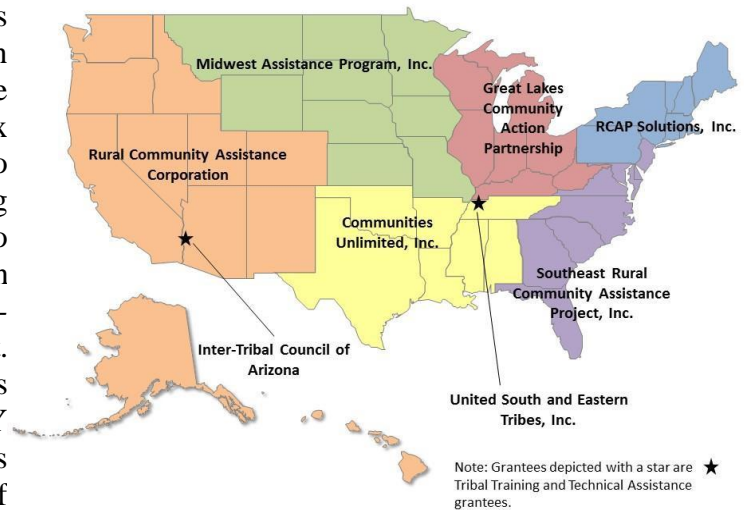 s
n
e
x
o
g
o
n
-
.
s
Y
s
f
Midwest Assistance Program, Inc.
Great Lakes
Community
Action
Partnership
RCAP Solutions, Inc.
Rural Community Assistance
Corporation
Communities
Unlimited, Inc.
Southeast Rural
Community Assistance
Project, Inc.
Inter-Tribal Council of
Arizona
United South and Eastern
Tribes, Inc.
Note: Grantees depicted with a star are ★
Tribal Training and Technical Assistance
grantees.